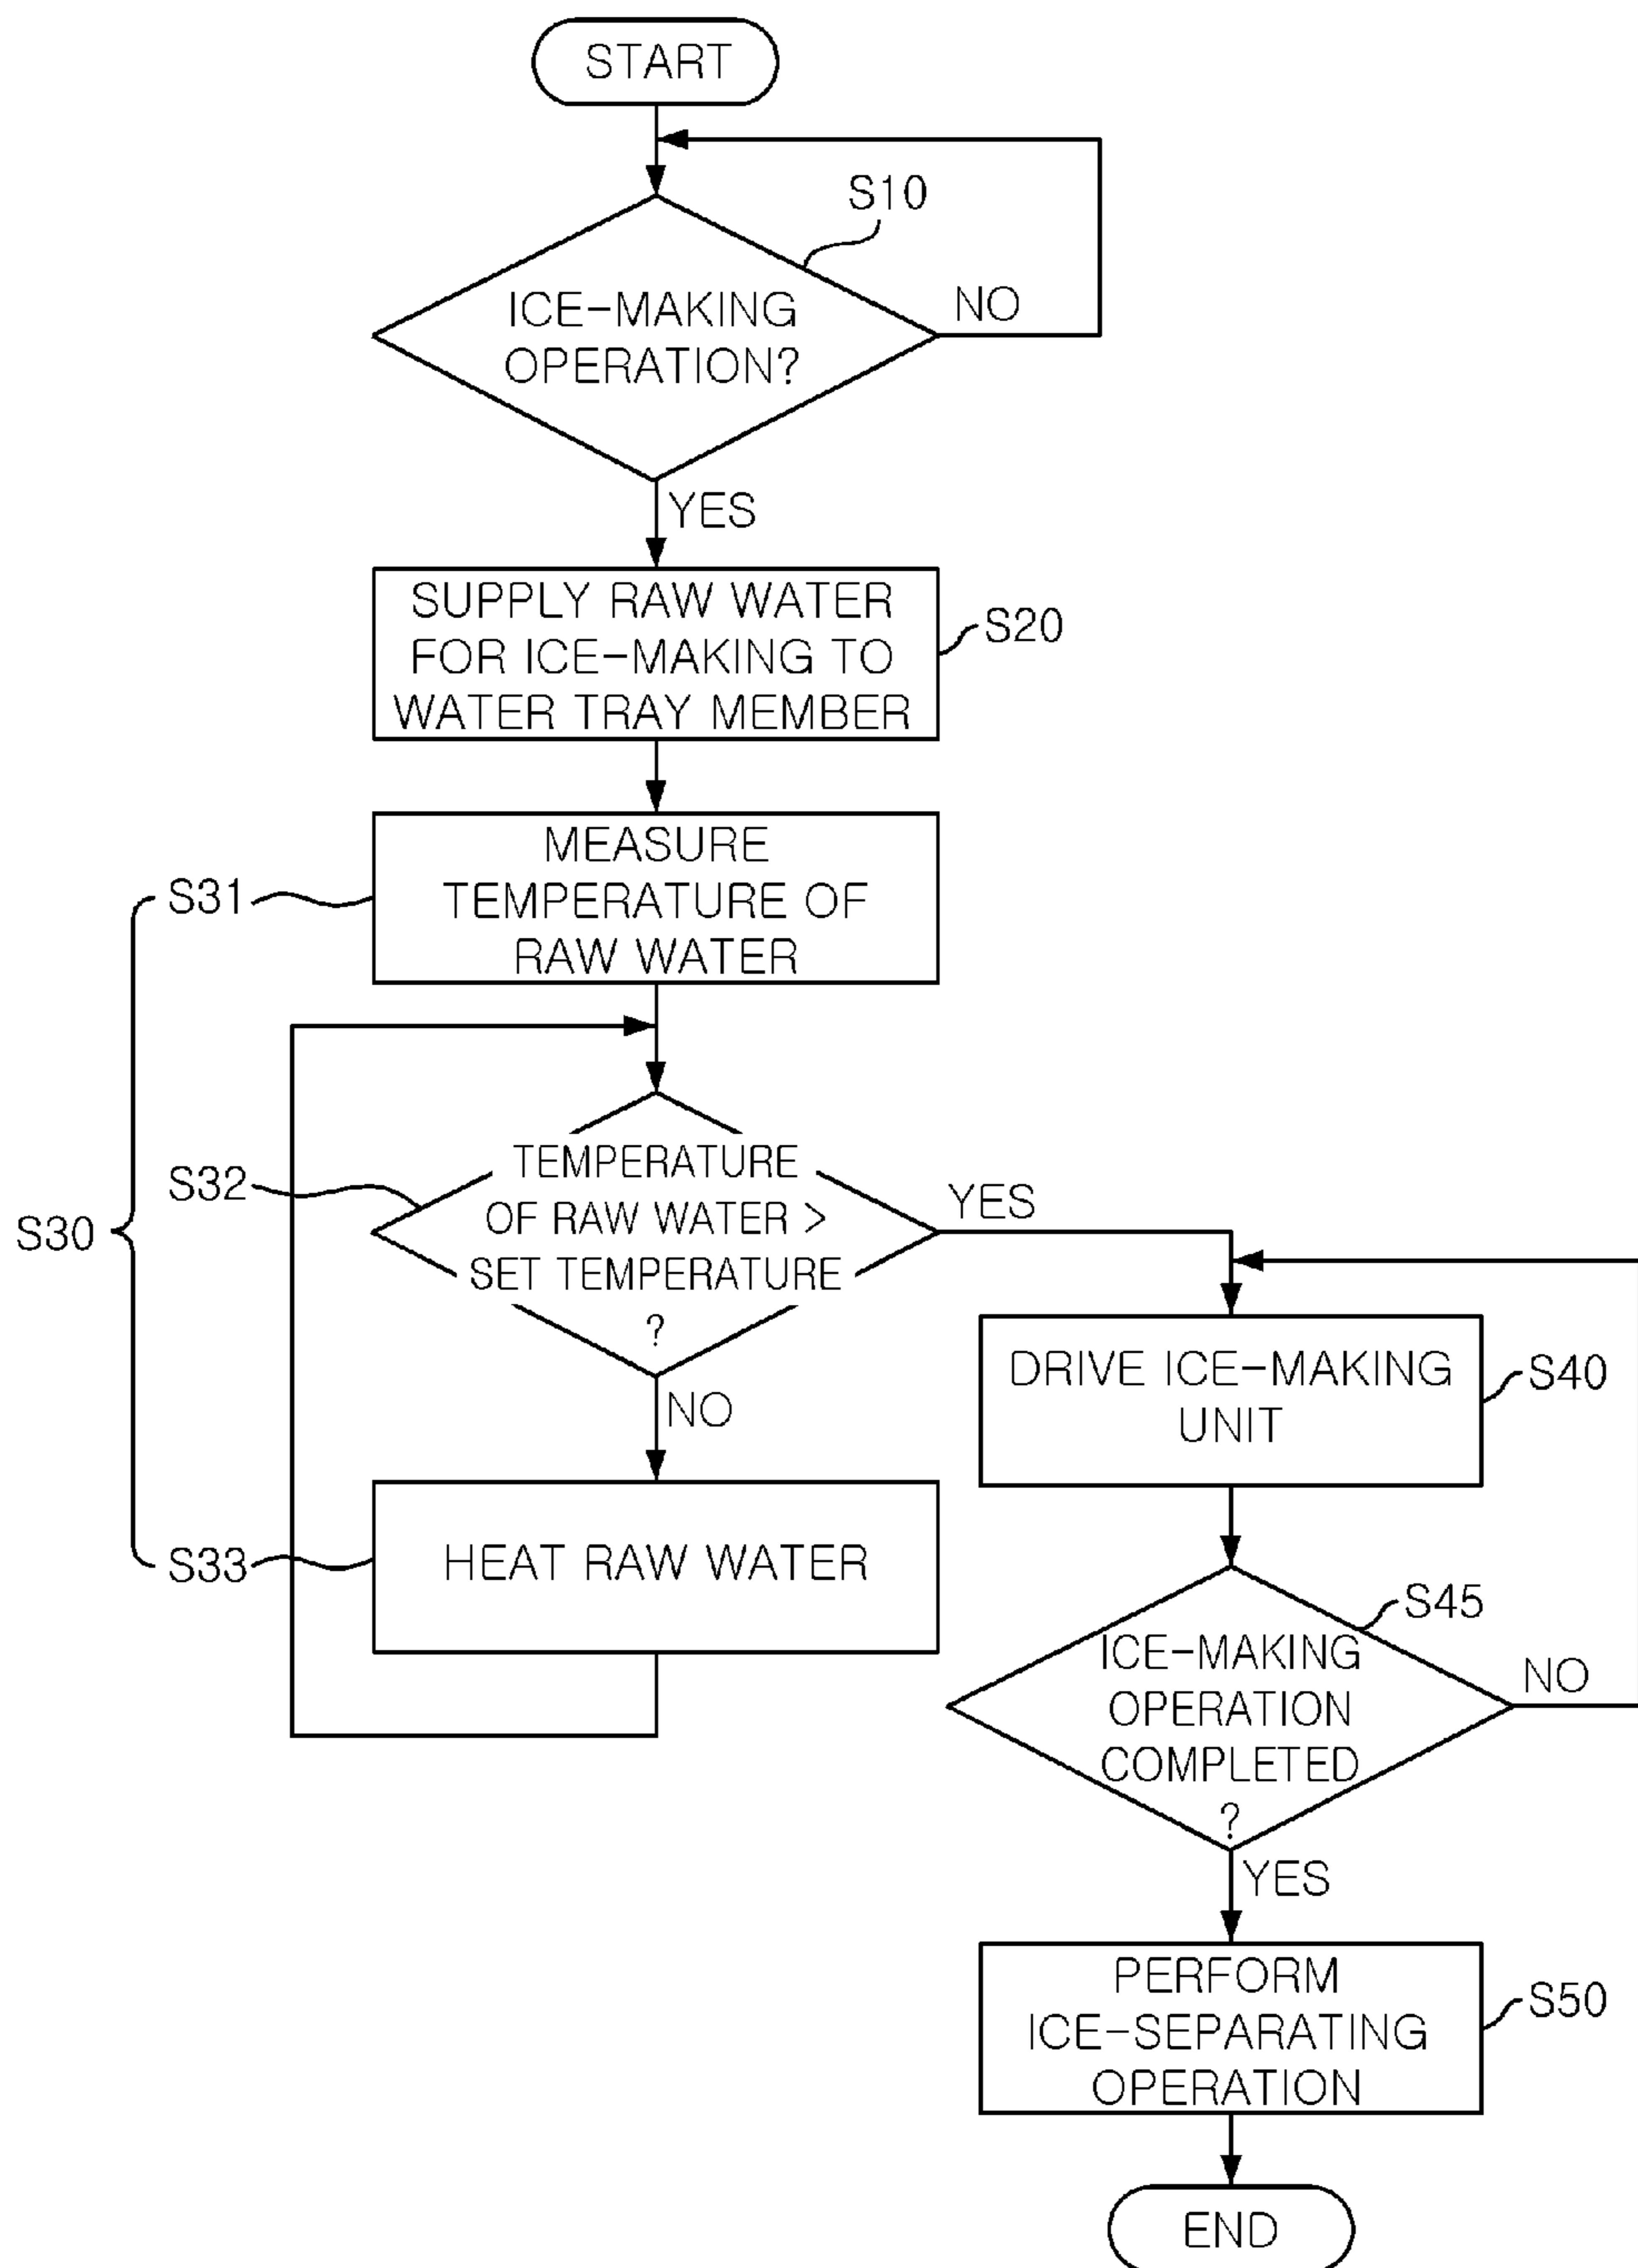 START
S10
ICE-MAKING
OPERATION?
NO
YES
SUPPLY RAW WATER
FOR ICE-MAKING TO
WATER TRAY MEMBER
S20
MEASURE
TEMPERATURE OF
RAW WATER
S31
S30
S32
TEMPERATURE
OF RAW WATER >
SET TEMPERATURE
?
YES
NO
S33
HEAT RAW WATER
DRIVE ICE-MAKING
UNIT
S40
S45
ICE-MAKING
OPERATION
COMPLETED
?
NO
YES
PERFORM
ICE-SEPARATING
OPERATION
S50
END